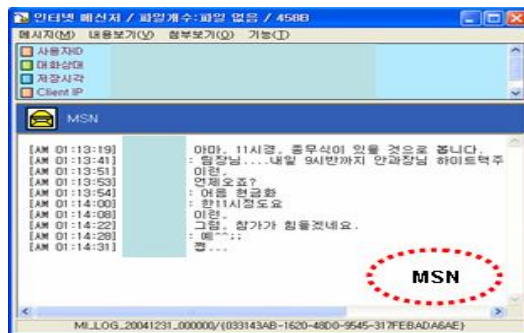 인터넷 메신저 / 파일개수:파일 없음 / 458B
메시지(M) 내용보기(V) 첨부보기(O) 기능(T)
사용자ID
대화상대
저장시각
Client IP
MSN
[AM 01:13:19] 아마, 11시경, 종무식이 있을 것으로 봅니다.
[AM 01:13:41] : 팀장님....내일 9시반까지 안과장님 하이트맥주
[AM 01:13:51] 이런,
[AM 01:13:53] 언제오죠?
[AM 01:13:54] : 어음 현금화
[AM 01:14:00] : 한11시정도요
[AM 01:14:08] 이런,
[AM 01:14:22] 그럼, 참가가 힘들겠네요.
[AM 01:14:28] : 예^^;;
[AM 01:14:31] 쩝...
MSN
MI_LOG_20041231_000000/{033143AB-1620-48D0-9545-317FEBADA6AE}